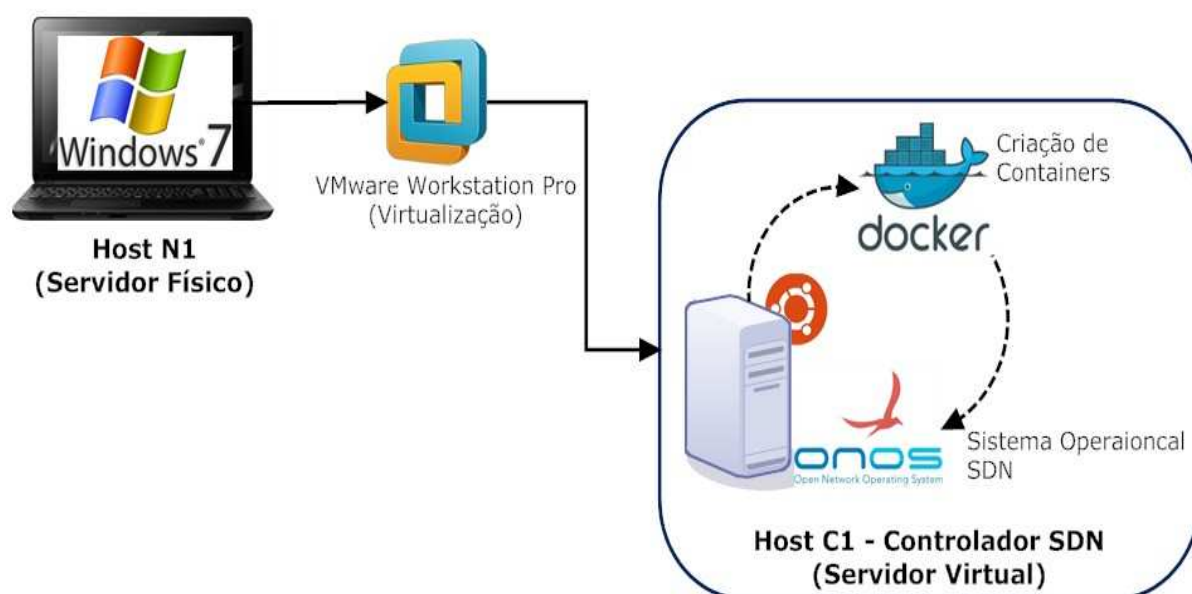 Windows 7
Host N1
(Servidor Físico)
VMware Workstation Pro
(Virtualização)
Criação de
Containers
docker
onos
Open Network Operating System
Sistema Operaioncal
SDN
Host C1 - Controlador SDN
(Servidor Virtual)